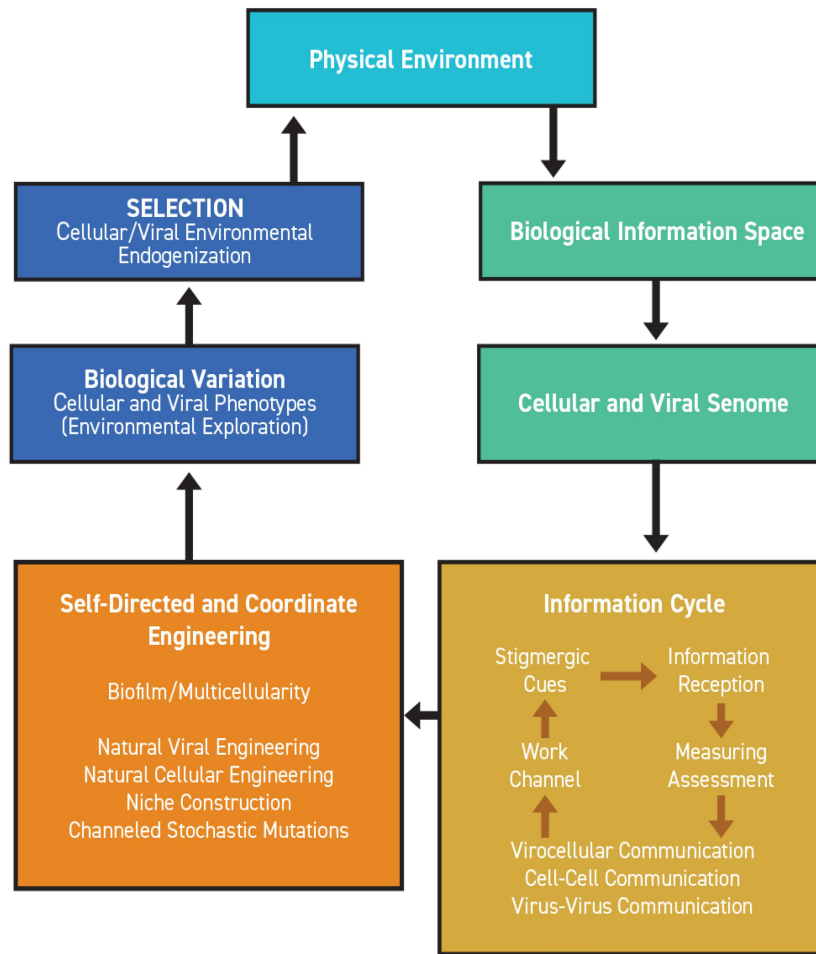 Physical Environment
SELECTION
Cellular/Viral Environmental
Endogenization
Biological Information Space
Biological Variation
Cellular and Viral Phenotypes
(Environmental Exploration)
Cellular and Viral Senome
Self-Directed and Coordinate
Engineering
Biofilm/Multicellularity
Natural Viral Engineering
Natural Cellular Engineering
Niche Construction
Channeled Stochastic Mutations
Information Cycle
Stigmergic
Cues
Information
Reception
Work
Channel
Measuring
Assessment
Virocellular Communication
Cell-Cell Communication
Virus-Virus Communication